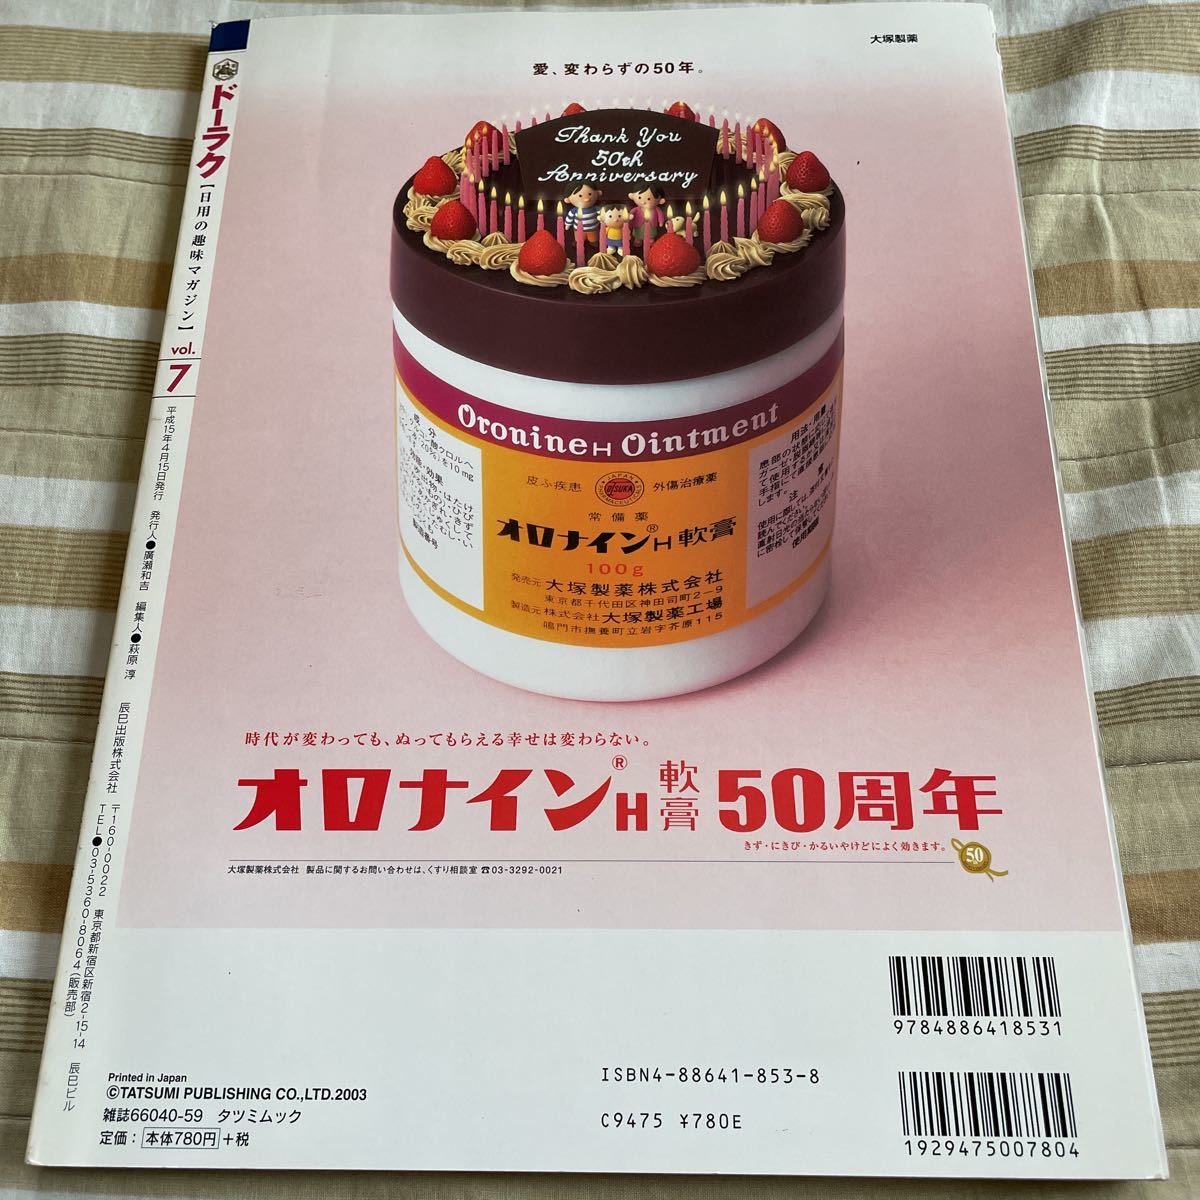 大塚製薬
愛、変わらずの50年。
Thank You
50th
Anniversary
OronineH Ointment
皮ふ疾患
JAPAN
OTSUKA
外傷治療薬
常備薬
オロナイン®H軟膏
100g
発売元 大塚製薬株式会社
東京都千代田区神田司町2-9
製造元 株式会社 大塚製薬工場
鳴門市撫養町立岩字芥原115
成分
効能・効果
用法・用量
時代が変わっても、ぬってもらえる幸せは変わらない。
オロナイン®H軟膏 50周年
きず・にきび・かるいやけどによく効きます。
50
大塚製薬株式会社 製品に関するお問い合わせは、くすり相談室 ☎03-3292-0021
9784886418531
ISBN4-88641-853-8
C9475 ¥780E
1929475007804
Printed in Japan
©TATSUMI PUBLISHING CO.,LTD.2003
雑誌66040-59 タツミムック
定価：本体780円+税
ドーラク【日用の趣味マガジン】vol.7
平成15年4月15日発行 発行人●廣瀬和吉 編集人●萩原 淳
辰巳出版株式会社 〒160-0022 東京都新宿区新宿2-15-14 辰巳ビル
TEL●03-5360-8064(販売部)